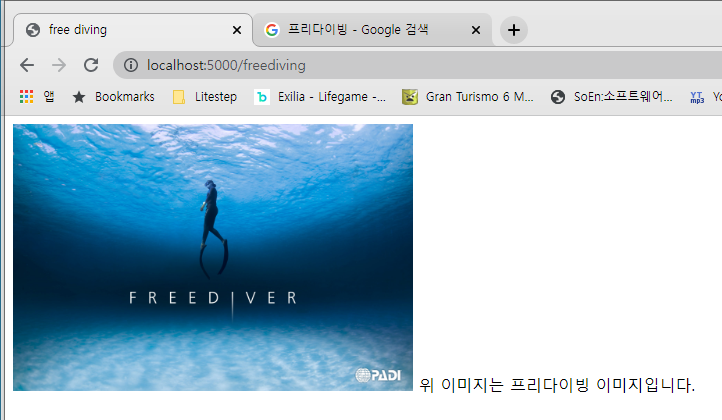 free diving
프리다이빙 - Google 검색
localhost:5000/freediving
앱
Bookmarks
Litestep
Exilia - Lifegame -...
Gran Turismo 6 M...
SoEn:소프트웨어...
YT mp3
FREEDIVER
PADI
위 이미지는 프리다이빙 이미지입니다.